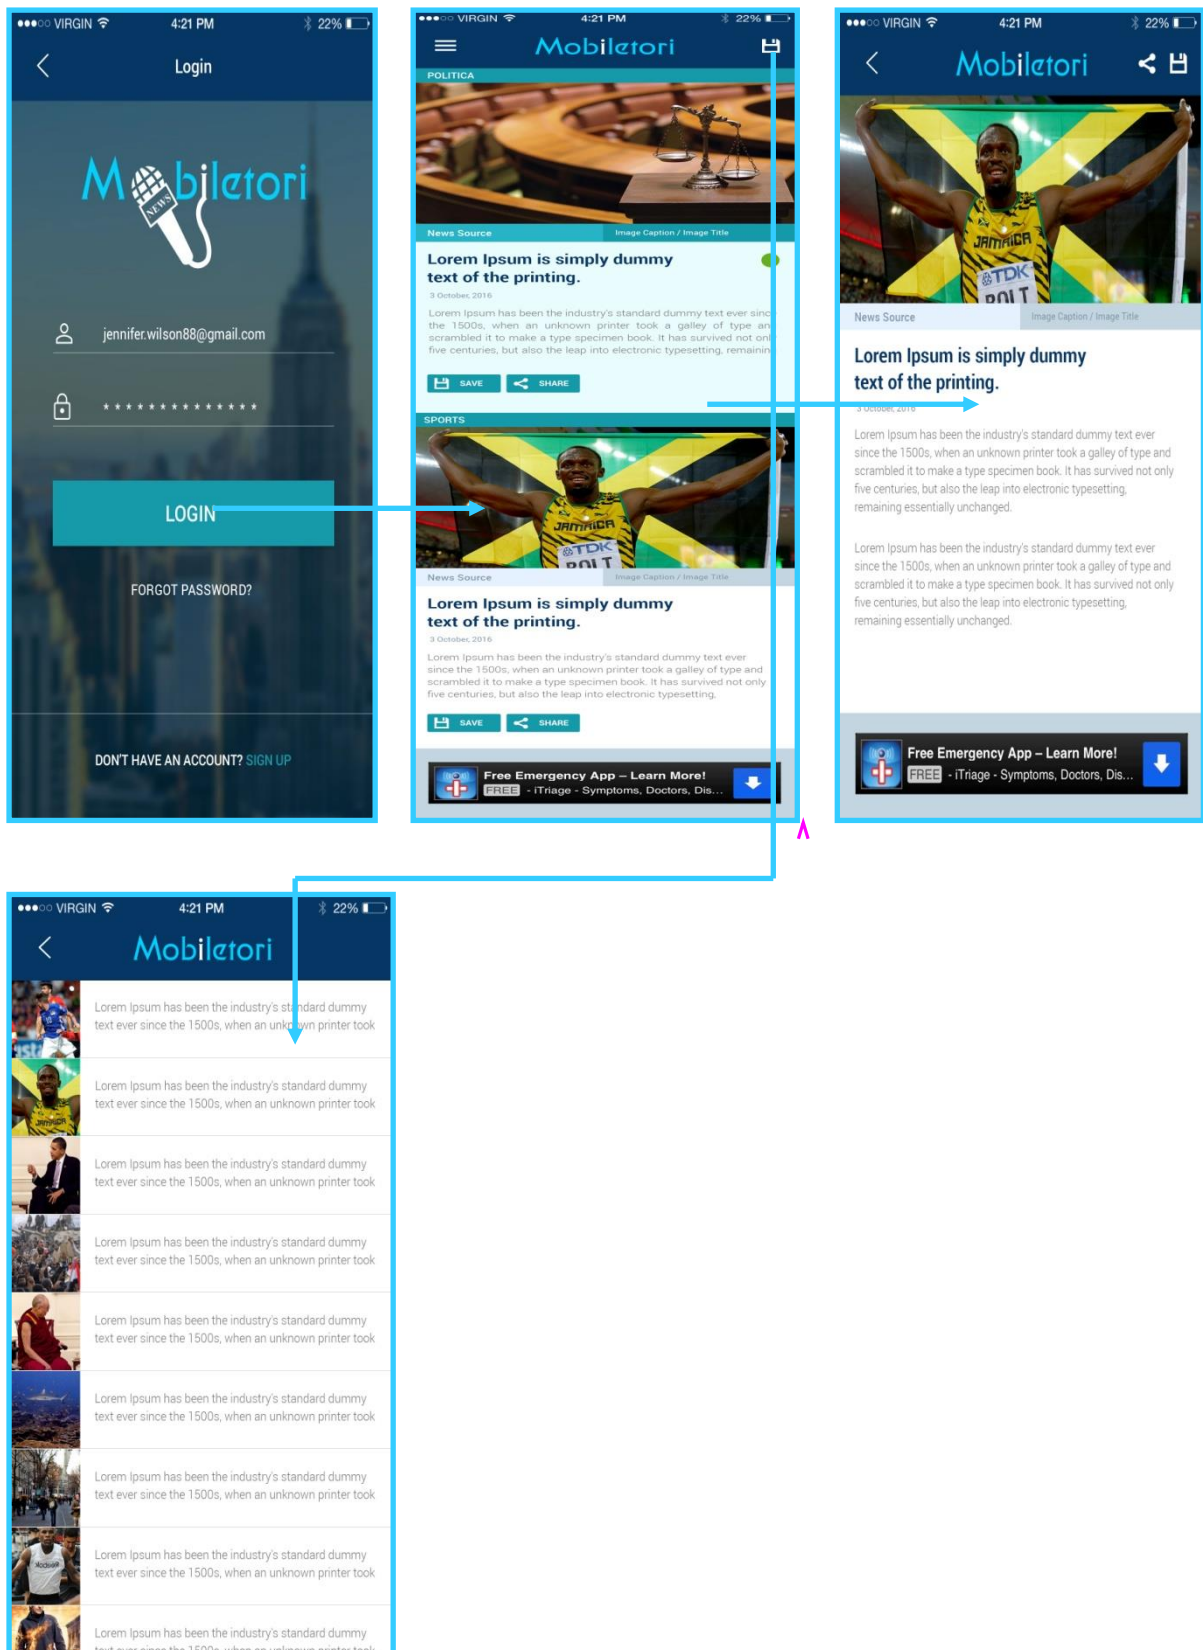 VIRGIN
4:21 PM
22%
Login
Mobiletori
NEWS
jennifer.wilson88@gmail.com
* * * * * * * * * * * * * *
LOGIN
FORGOT PASSWORD?
DON'T HAVE AN ACCOUNT? SIGN UP
VIRGIN
4:21 PM
22%
Mobiletori
POLITICA
News Source
Image Caption / Image Title
Lorem Ipsum is simply dummy
text of the printing.
3 October, 2016
Lorem Ipsum has been the industry's standard dummy text ever since
the 1500s, when an unknown printer took a galley of type and
scrambled it to make a type specimen book. It has survived not only
five centuries, but also the leap into electronic typesetting, remaining
SAVE
SHARE
SPORTS
JAMAICA
TDK
BOLT
News Source
Image Caption / Image Title
Lorem Ipsum is simply dummy
text of the printing.
3 October, 2016
Lorem Ipsum has been the industry's standard dummy text ever
since the 1500s, when an unknown printer took a galley of type and
scrambled it to make a type specimen book. It has survived not only
five centuries, but also the leap into electronic typesetting,
SAVE
SHARE
Free Emergency App – Learn More!
FREE - iTriage - Symptoms, Doctors, Dis...
VIRGIN
4:21 PM
22%
Mobiletori
JAMAICA
TDK
BOLT
News Source
Image Caption / Image Title
Lorem Ipsum is simply dummy
text of the printing.
3 October, 2016
Lorem Ipsum has been the industry's standard dummy text ever
since the 1500s, when an unknown printer took a galley of type and
scrambled it to make a type specimen book. It has survived not only
five centuries, but also the leap into electronic typesetting,
remaining essentially unchanged.
Lorem Ipsum has been the industry's standard dummy text ever
since the 1500s, when an unknown printer took a galley of type and
scrambled it to make a type specimen book. It has survived not only
five centuries, but also the leap into electronic typesetting,
remaining essentially unchanged.
Free Emergency App – Learn More!
FREE - iTriage - Symptoms, Doctors, Dis...
VIRGIN
4:21 PM
22%
Mobiletori
Lorem Ipsum has been the industry's standard dummy
text ever since the 1500s, when an unknown printer took
Lorem Ipsum has been the industry's standard dummy
text ever since the 1500s, when an unknown printer took
Lorem Ipsum has been the industry's standard dummy
text ever since the 1500s, when an unknown printer took
Lorem Ipsum has been the industry's standard dummy
text ever since the 1500s, when an unknown printer took
Lorem Ipsum has been the industry's standard dummy
text ever since the 1500s, when an unknown printer took
Lorem Ipsum has been the industry's standard dummy
text ever since the 1500s, when an unknown printer took
Lorem Ipsum has been the industry's standard dummy
text ever since the 1500s, when an unknown printer took
Lorem Ipsum has been the industry's standard dummy
text ever since the 1500s, when an unknown printer took
Lorem Ipsum has been the industry's standard dummy
text ever since the 1500s, when an unknown printer took